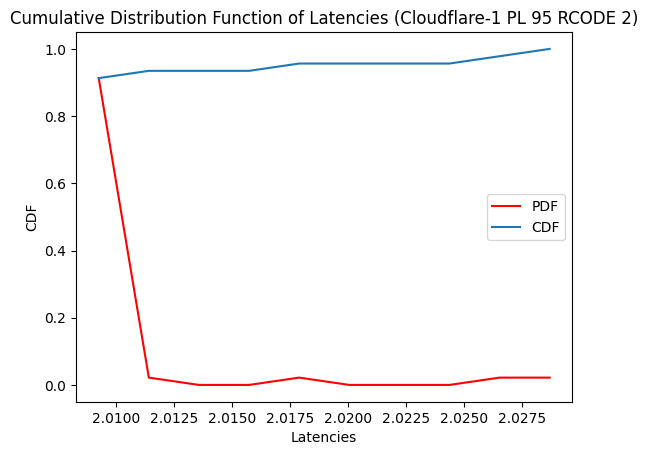 Cumulative Distribution Function of Latencies (Cloudflare-1 PL 95 RCODE 2)
1.0
0.8
0.6
0.4
0.2
0.0
CDF
PDF
CDF
2.0100 2.0125 2.0150 2.0175 2.0200 2.0225 2.0250 2.0275
Latencies